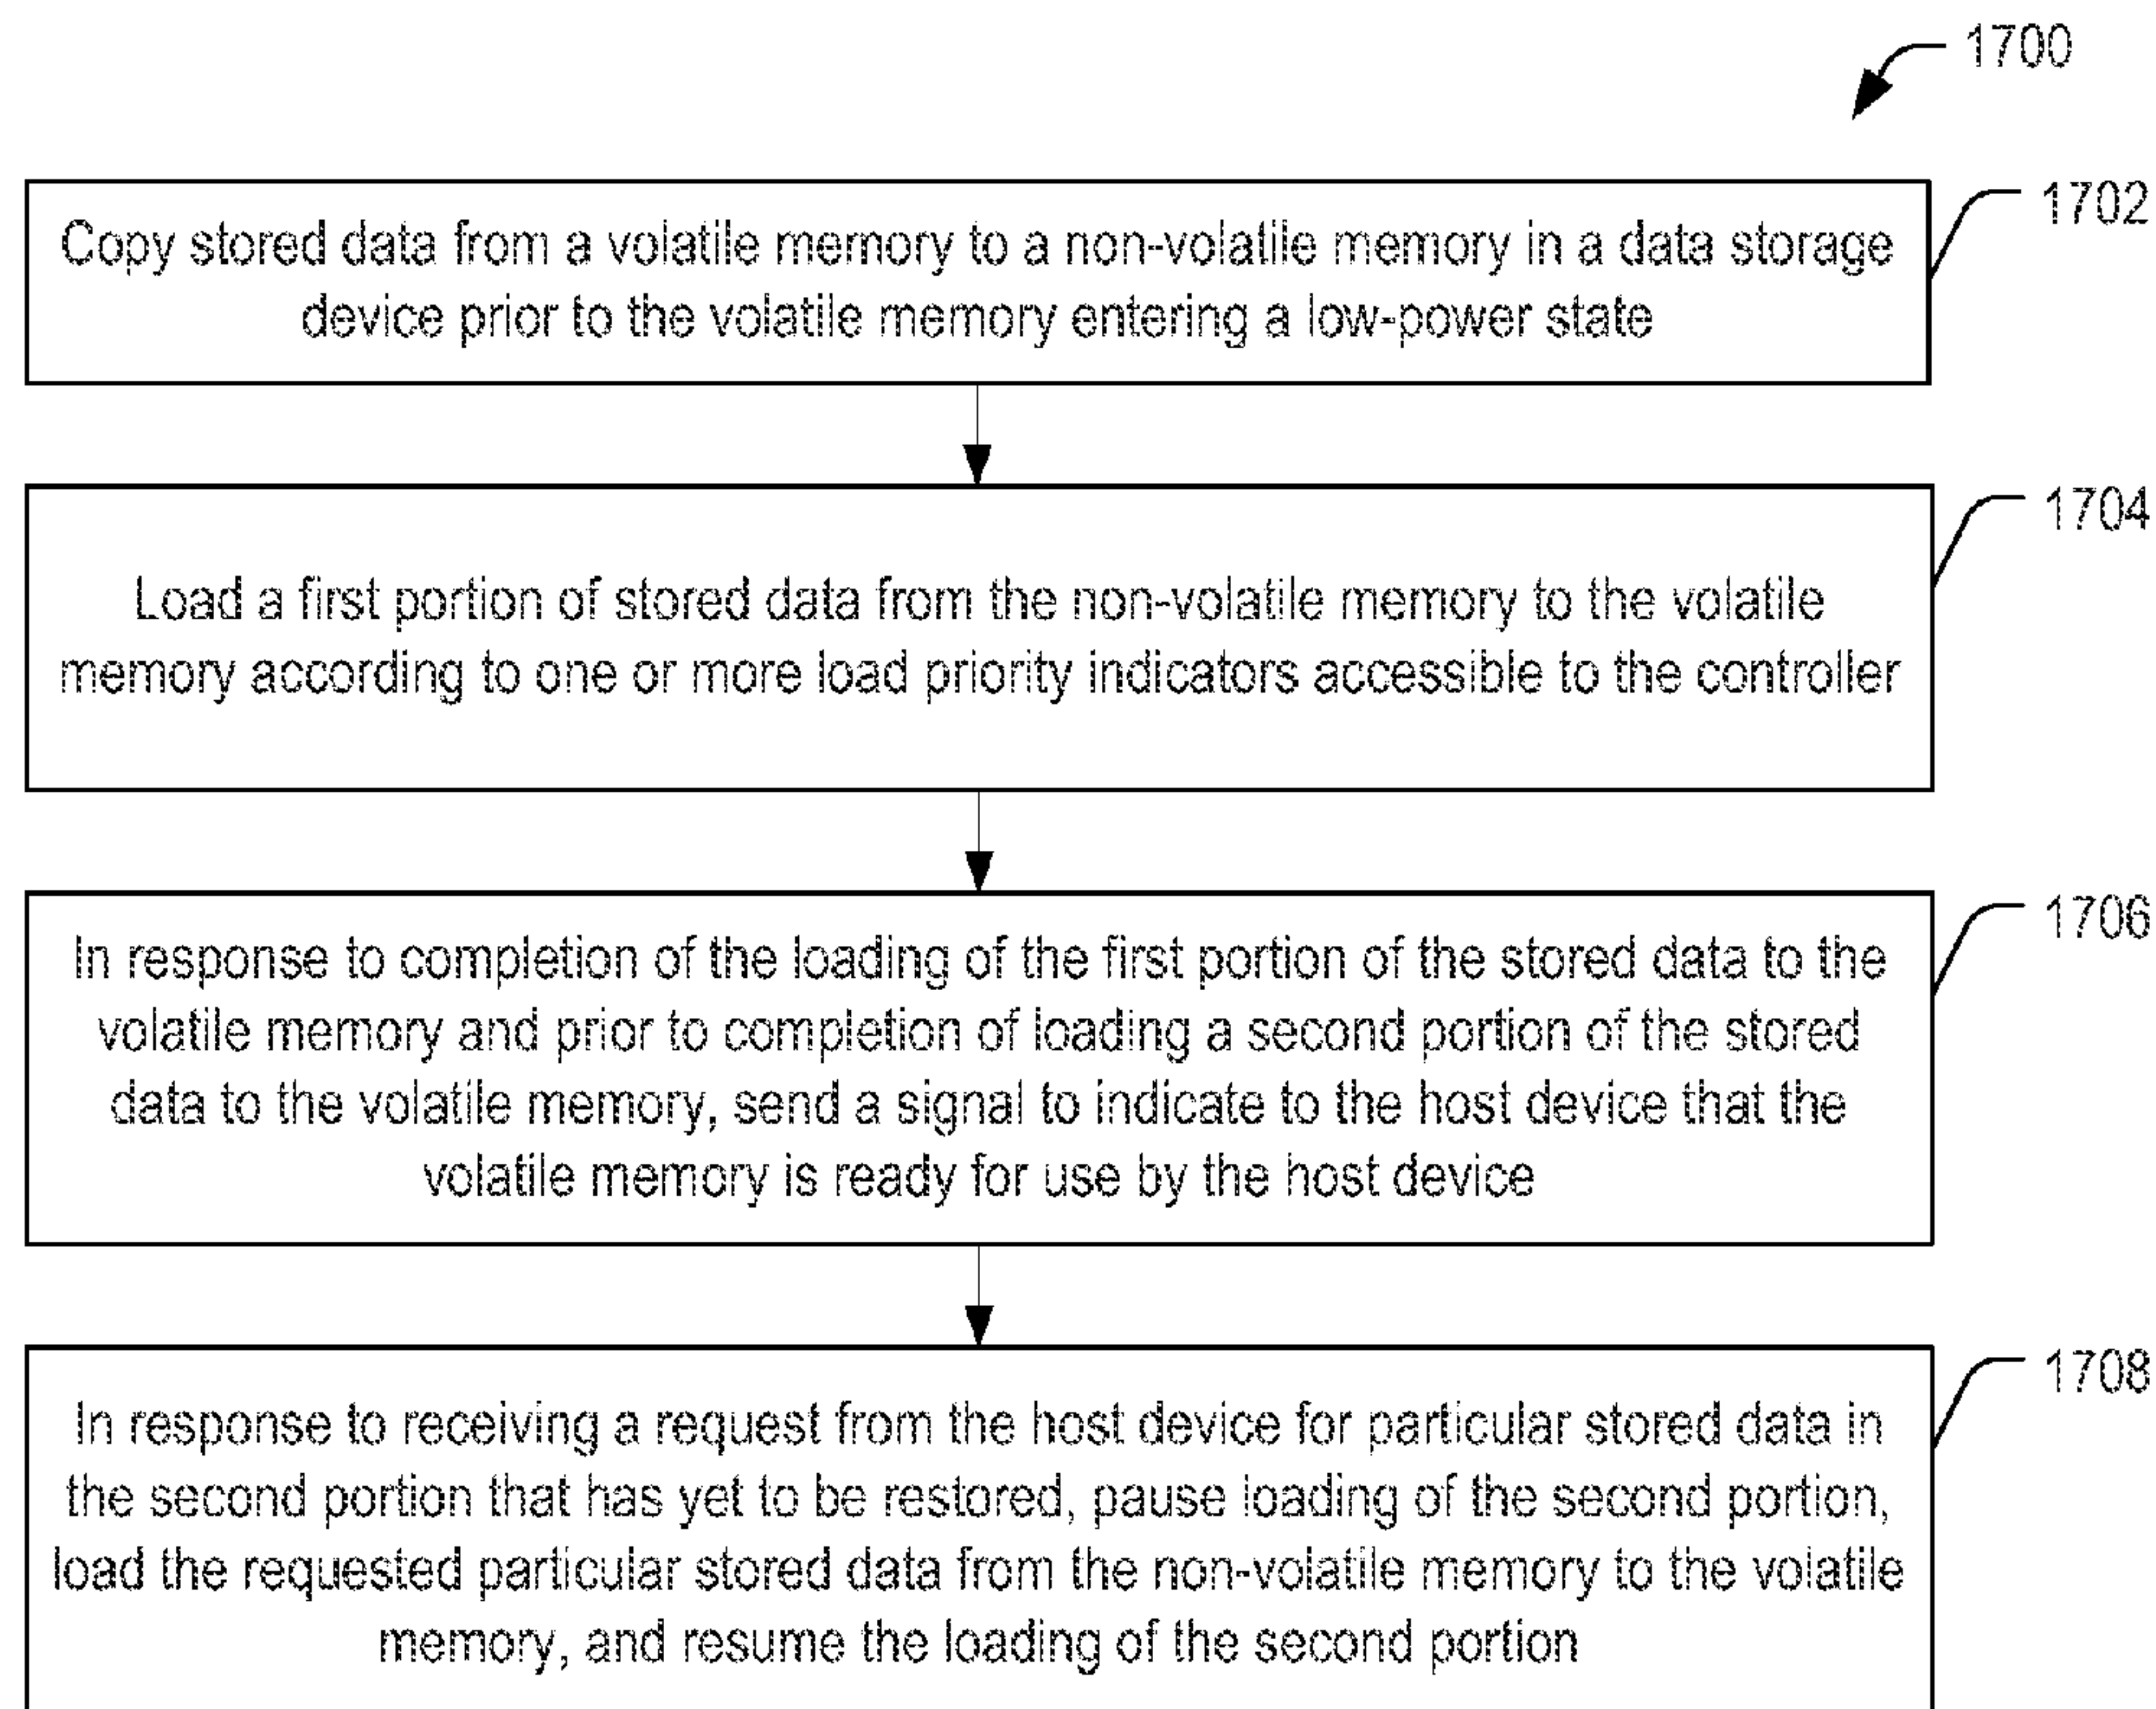 1700
1702
Copy stored data from a volatile memory to a non-volatile memory in a data storage
device prior to the volatile memory entering a low-power state
1704
Load a first portion of stored data from the non-volatile memory to the volatile
memory according to one or more load priority indicators accessible to the controller
1706
In response to completion of the loading of the first portion of the stored data to the
volatile memory and prior to completion of loading a second portion of the stored
data to the volatile memory, send a signal to indicate to the host device that the
volatile memory is ready for use by the host device
1708
In response to receiving a request from the host device for particular stored data in
the second portion that has yet to be restored, pause loading of the second portion,
load the requested particular stored data from the non-volatile memory to the volatile
memory, and resume the loading of the second portion